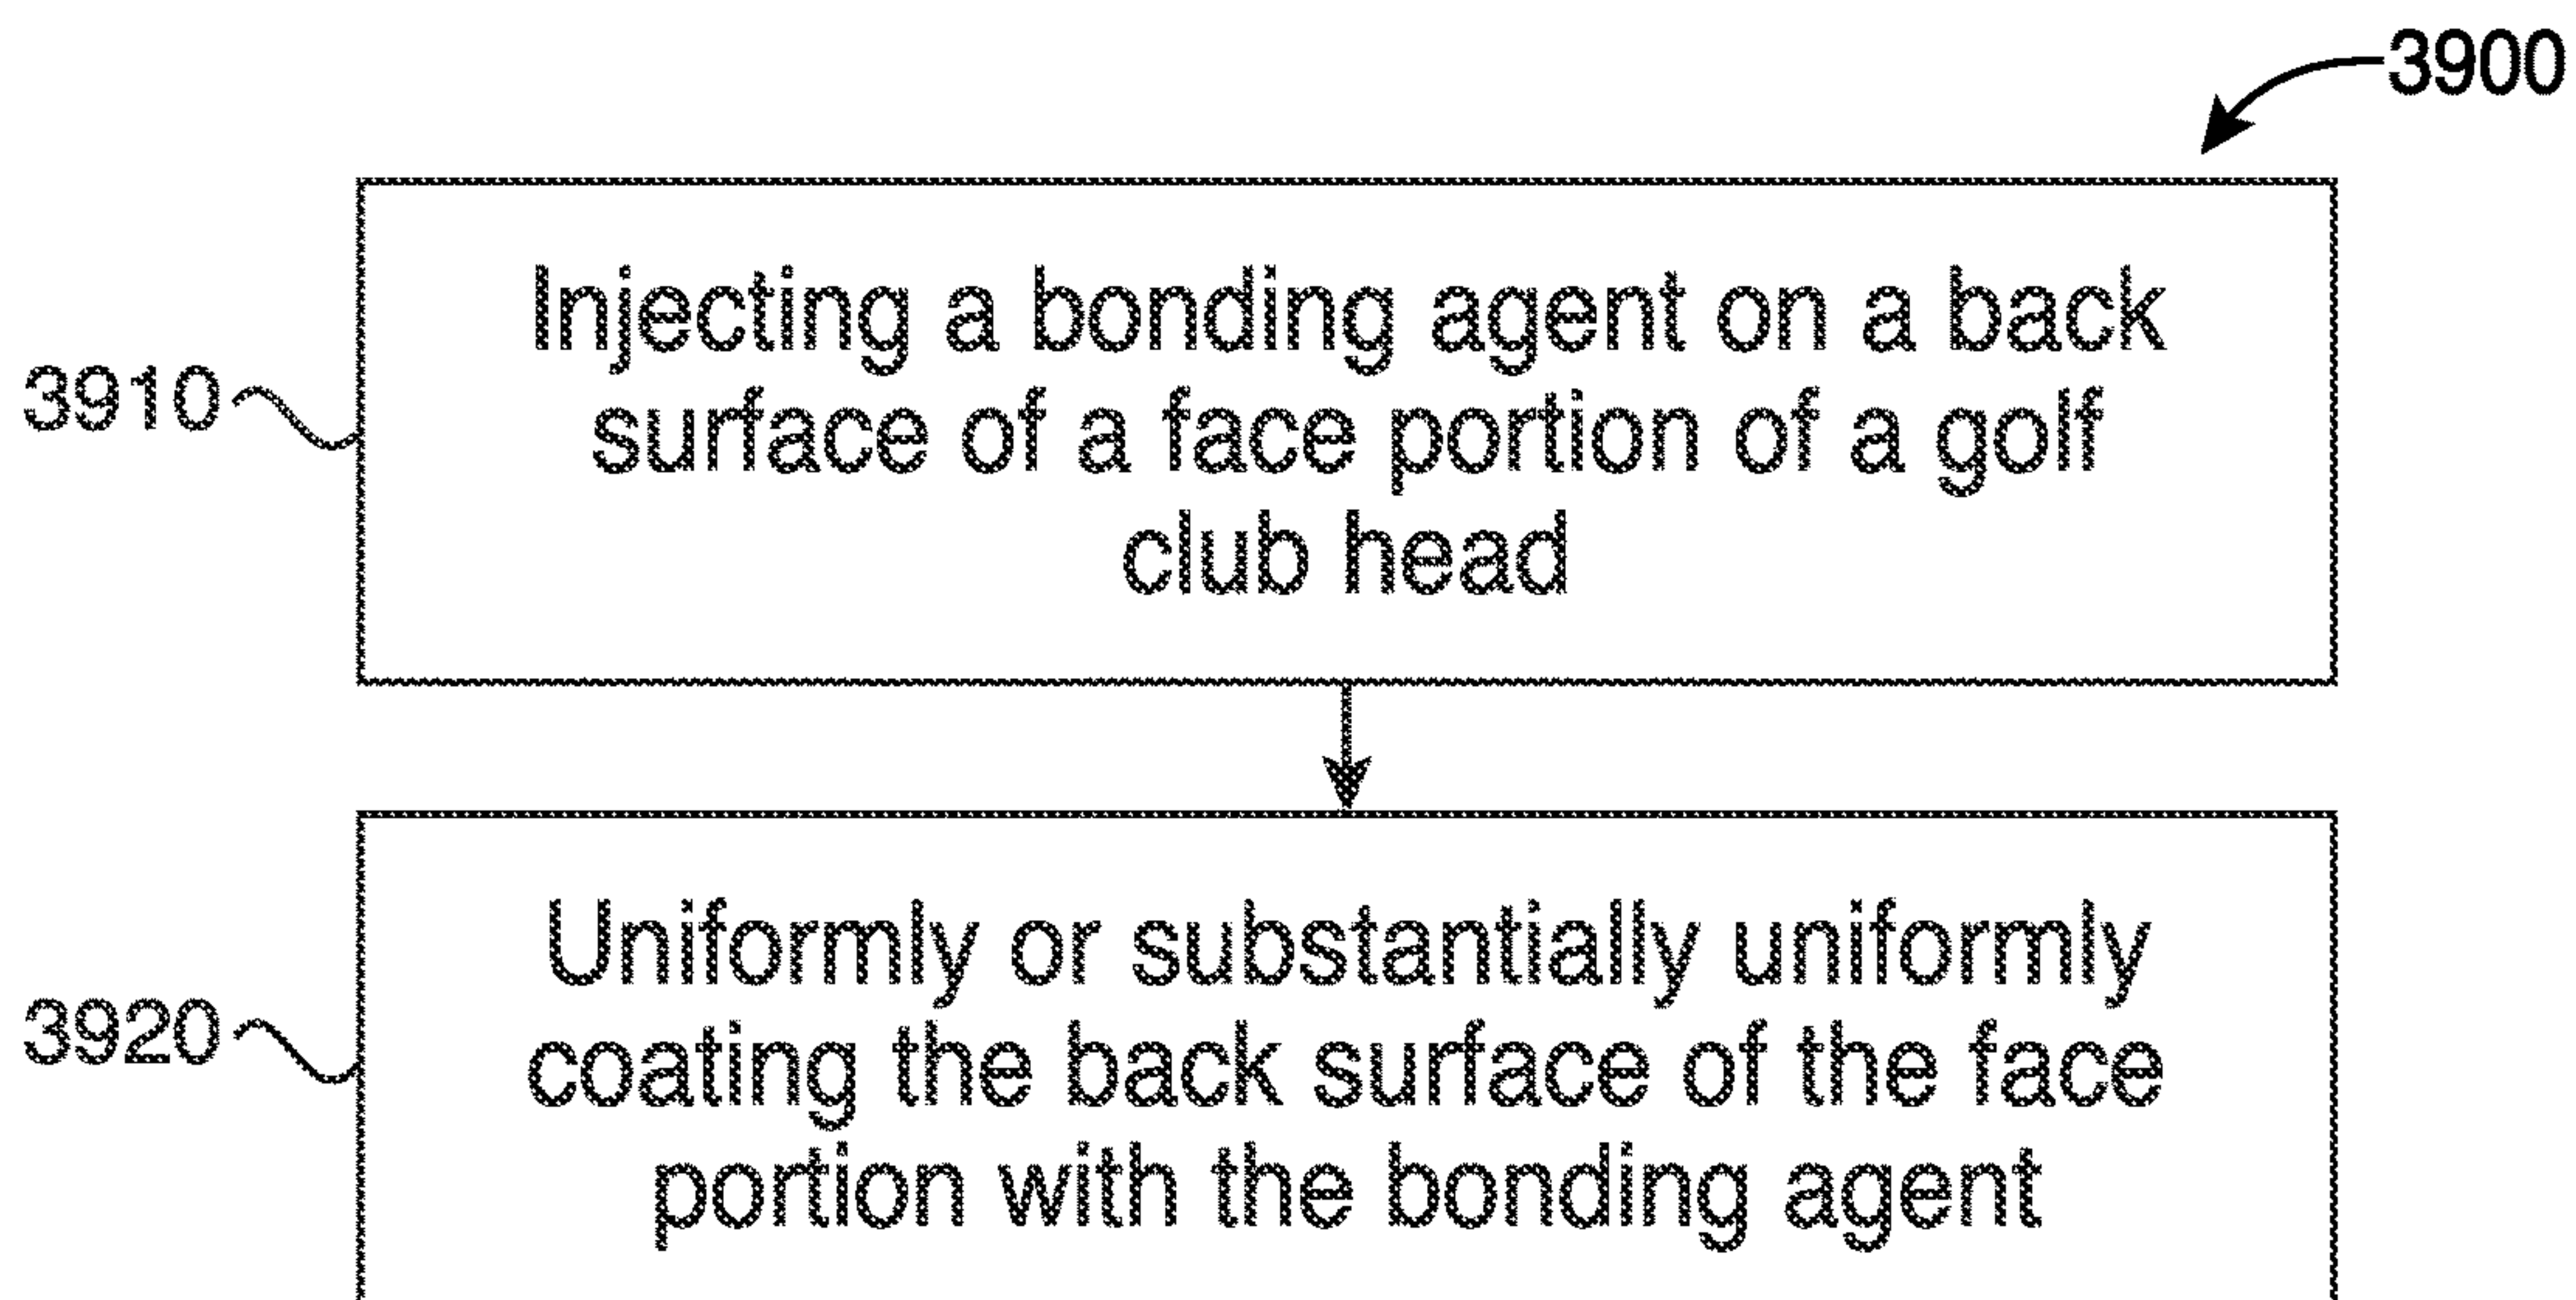 3900
Injecting a bonding agent on a back
surface of a face portion of a golf
club head
3910
Uniformly or substantially uniformly
coating the back surface of the face
portion with the bonding agent
3920